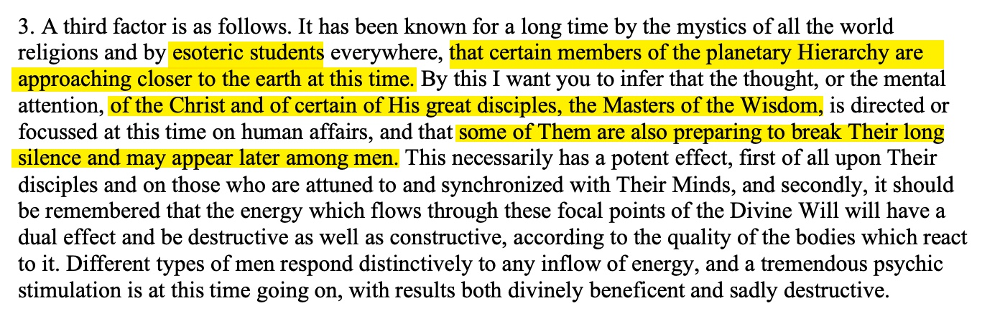 3. A third factor is as follows. It has been known for a long time by the mystics of all the world
religions and by esoteric students everywhere, that certain members of the planetary Hierarchy are
approaching closer to the earth at this time. By this I want you to infer that the thought, or the mental
attention, of the Christ and of certain of His great disciples, the Masters of the Wisdom, is directed or
focussed at this time on human affairs, and that some of Them are also preparing to break Their long
silence and may appear later among men. This necessarily has a potent effect, first of all upon Their
disciples and on those who are attuned to and synchronized with Their Minds, and secondly, it should
be remembered that the energy which flows through these focal points of the Divine Will will have a
dual effect and be destructive as well as constructive, according to the quality of the bodies which react
to it. Different types of men respond distinctively to any inflow of energy, and a tremendous psychic
stimulation is at this time going on, with results both divinely beneficent and sadly destructive.